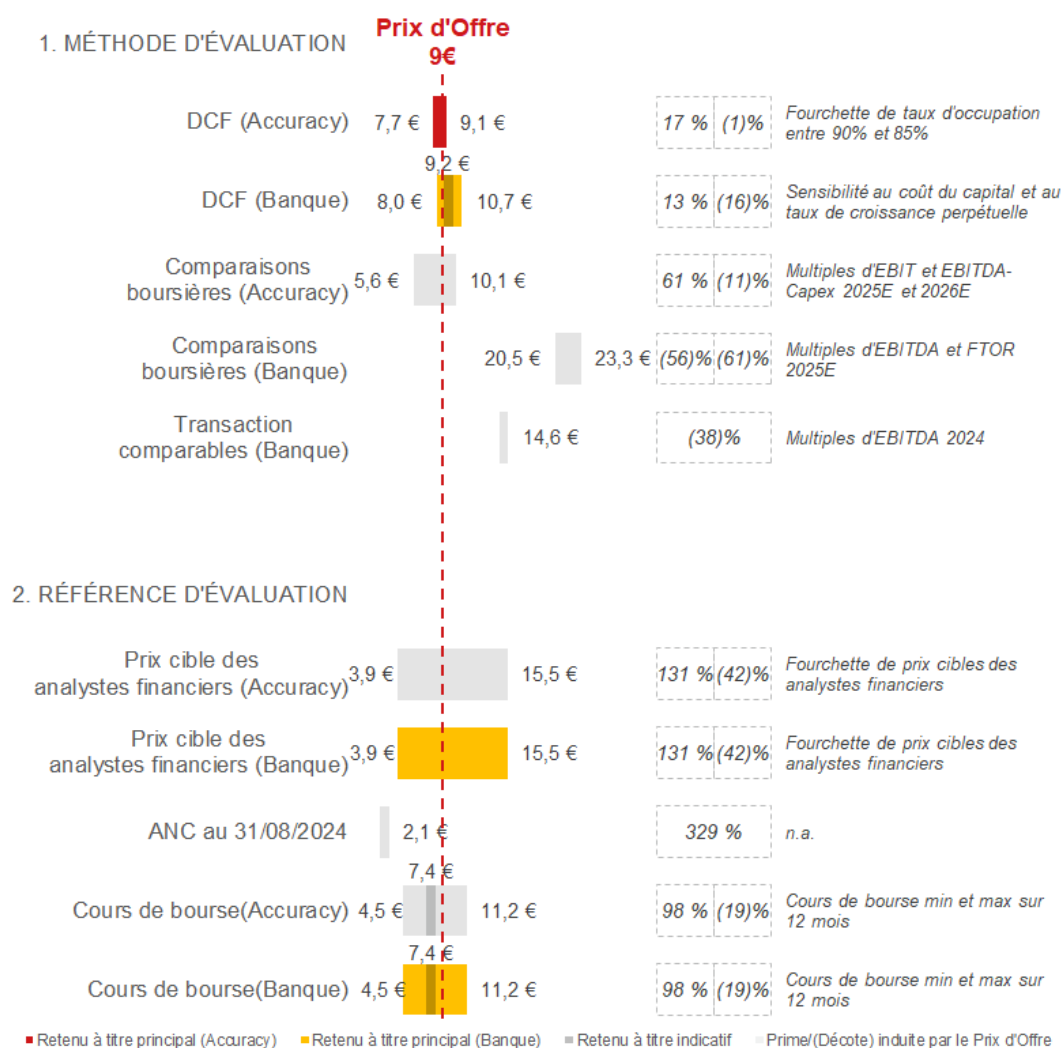 Prix d'Offre
9€
1. MÉTHODE D'ÉVALUATION
DCF (Accuracy) 7,7 € 9,1 € 17 % (1)% Fourchette de taux d'occupation
entre 90% et 85%
9,2 €
DCF (Banque) 8,0 € 10,7 € 13 % (16)% Sensibilité au coût du capital et au
taux de croissance perpétuelle
Comparaisons
boursières (Accuracy) 5,6 € 10,1 € 61 % (11)% Multiples d'EBIT et EBITDA-
Capex 2025E et 2026E
Comparaisons
boursières (Banque) 20,5 € 23,3 € (56)% (61)% Multiples d'EBITDA et FTOR
2025E
Transaction
comparables (Banque) 14,6 € (38)% Multiples d'EBITDA 2024
2. RÉFÉRENCE D'ÉVALUATION
Prix cible des
analystes financiers (Accuracy) 3,9 € 15,5 € 131 % (42)% Fourchette de prix cibles des
analystes financiers
Prix cible des
analystes financiers (Banque) 3,9 € 15,5 € 131 % (42)% Fourchette de prix cibles des
analystes financiers
ANC au 31/08/2024 2,1 € 329 % n.a.
7,4 €
Cours de bourse(Accuracy) 4,5 € 11,2 € 98 % (19)% Cours de bourse min et max sur
12 mois
7,4 €
Cours de bourse(Banque) 4,5 € 11,2 € 98 % (19)% Cours de bourse min et max sur
12 mois
Retenu à titre principal (Accuracy) Retenu à titre principal (Banque) Retenu à titre indicatif Prime/(Décote) induite par le Prix d'Offre